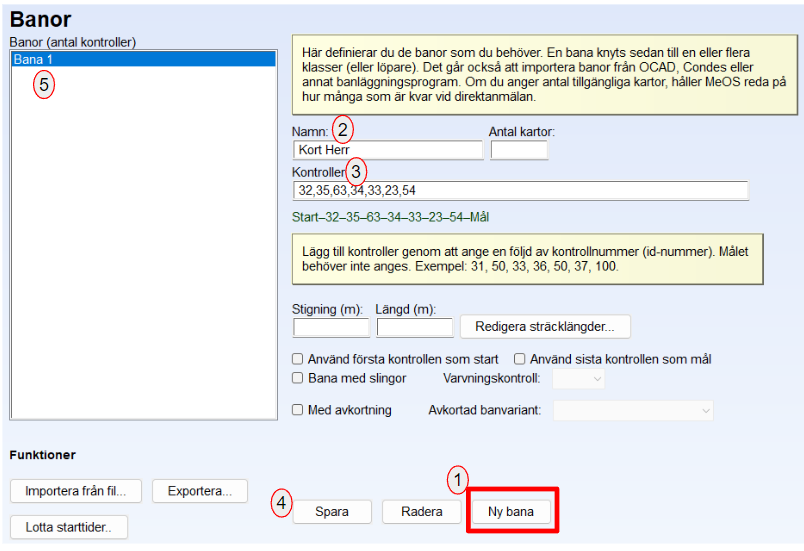 Banor
Banor (antal kontroller)
Bana 1
5
Här definierar du de banor som du behöver. En bana knyts sedan till en eller flera
klasser (eller löpare). Det går också att importera banor från OCAD, Condes eller
annat banläggningsprogram. Om du anger antal tillgängliga kartor, håller MeOS reda på
hur många som är kvar vid direktanmälan.
Namn: 2 Antal kartor:
Kort Herr
Kontroller 3
32,35,63,34,33,23,54
Start–32–35–63–34–33–23–54–Mål
Lägg till kontroller genom att ange en följd av kontrollnummer (id-nummer). Målet
behöver inte anges. Exempel: 31, 50, 33, 36, 50, 37, 100.
Stigning (m): Längd (m):
Redigera sträcklängder...
Använd första kontrollen som start Använd sista kontrollen som mål
Bana med slingor Varvningskontroll:
Med avkortning Avkortad banvariant:
Funktioner
Importera från fil... Exportera...
Lotta starttider..
4 Spara Radera 1 Ny bana